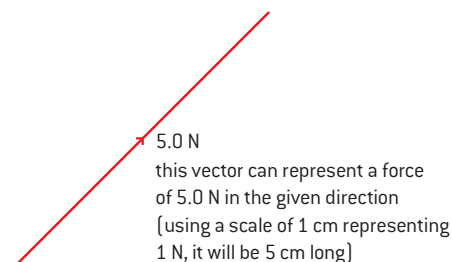 5.0 N
this vector can represent a force
of 5.0 N in the given direction
(using a scale of 1 cm representing
1 N, it will be 5 cm long)